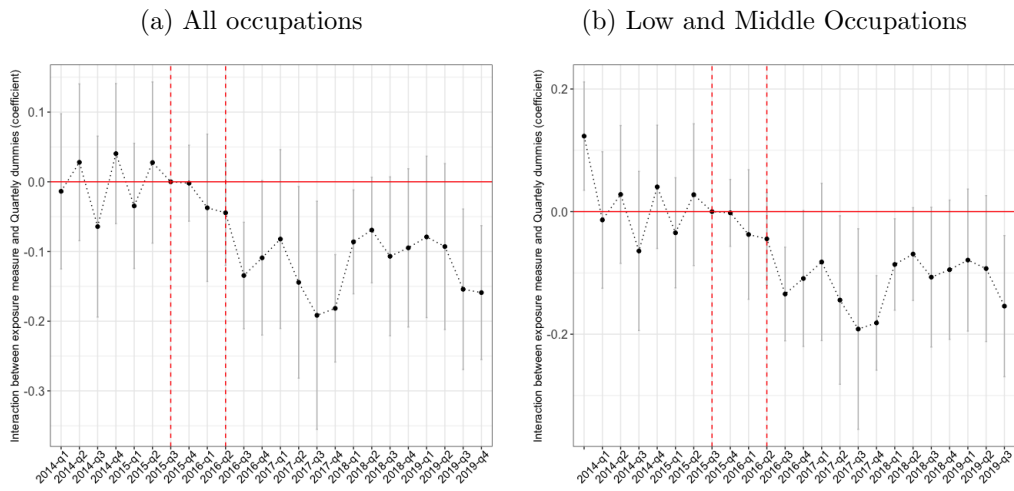 (a) All occupations
Interaction between exposure measure and Quartely dummies (coefficient)
0.1
0.0
-0.1
-0.2
-0.3
2014-q1
2014-q2
2014-q3
2014-q4
2015-q1
2015-q2
2015-q3
2015-q4
2016-q1
2016-q2
2016-q3
2016-q4
2017-q1
2017-q2
2017-q3
2017-q4
2018-q1
2018-q2
2018-q3
2018-q4
2019-q1
2019-q2
2019-q3
2019-q4
(b) Low and Middle Occupations
Interaction between exposure measure and Quartely dummies (coefficient)
0.2
0.0
-0.2
2014-q1
2014-q2
2014-q3
2014-q4
2015-q1
2015-q2
2015-q3
2015-q4
2016-q1
2016-q2
2016-q3
2016-q4
2017-q1
2017-q2
2017-q3
2017-q4
2018-q1
2018-q2
2018-q3
2018-q4
2019-q1
2019-q2
2019-q3